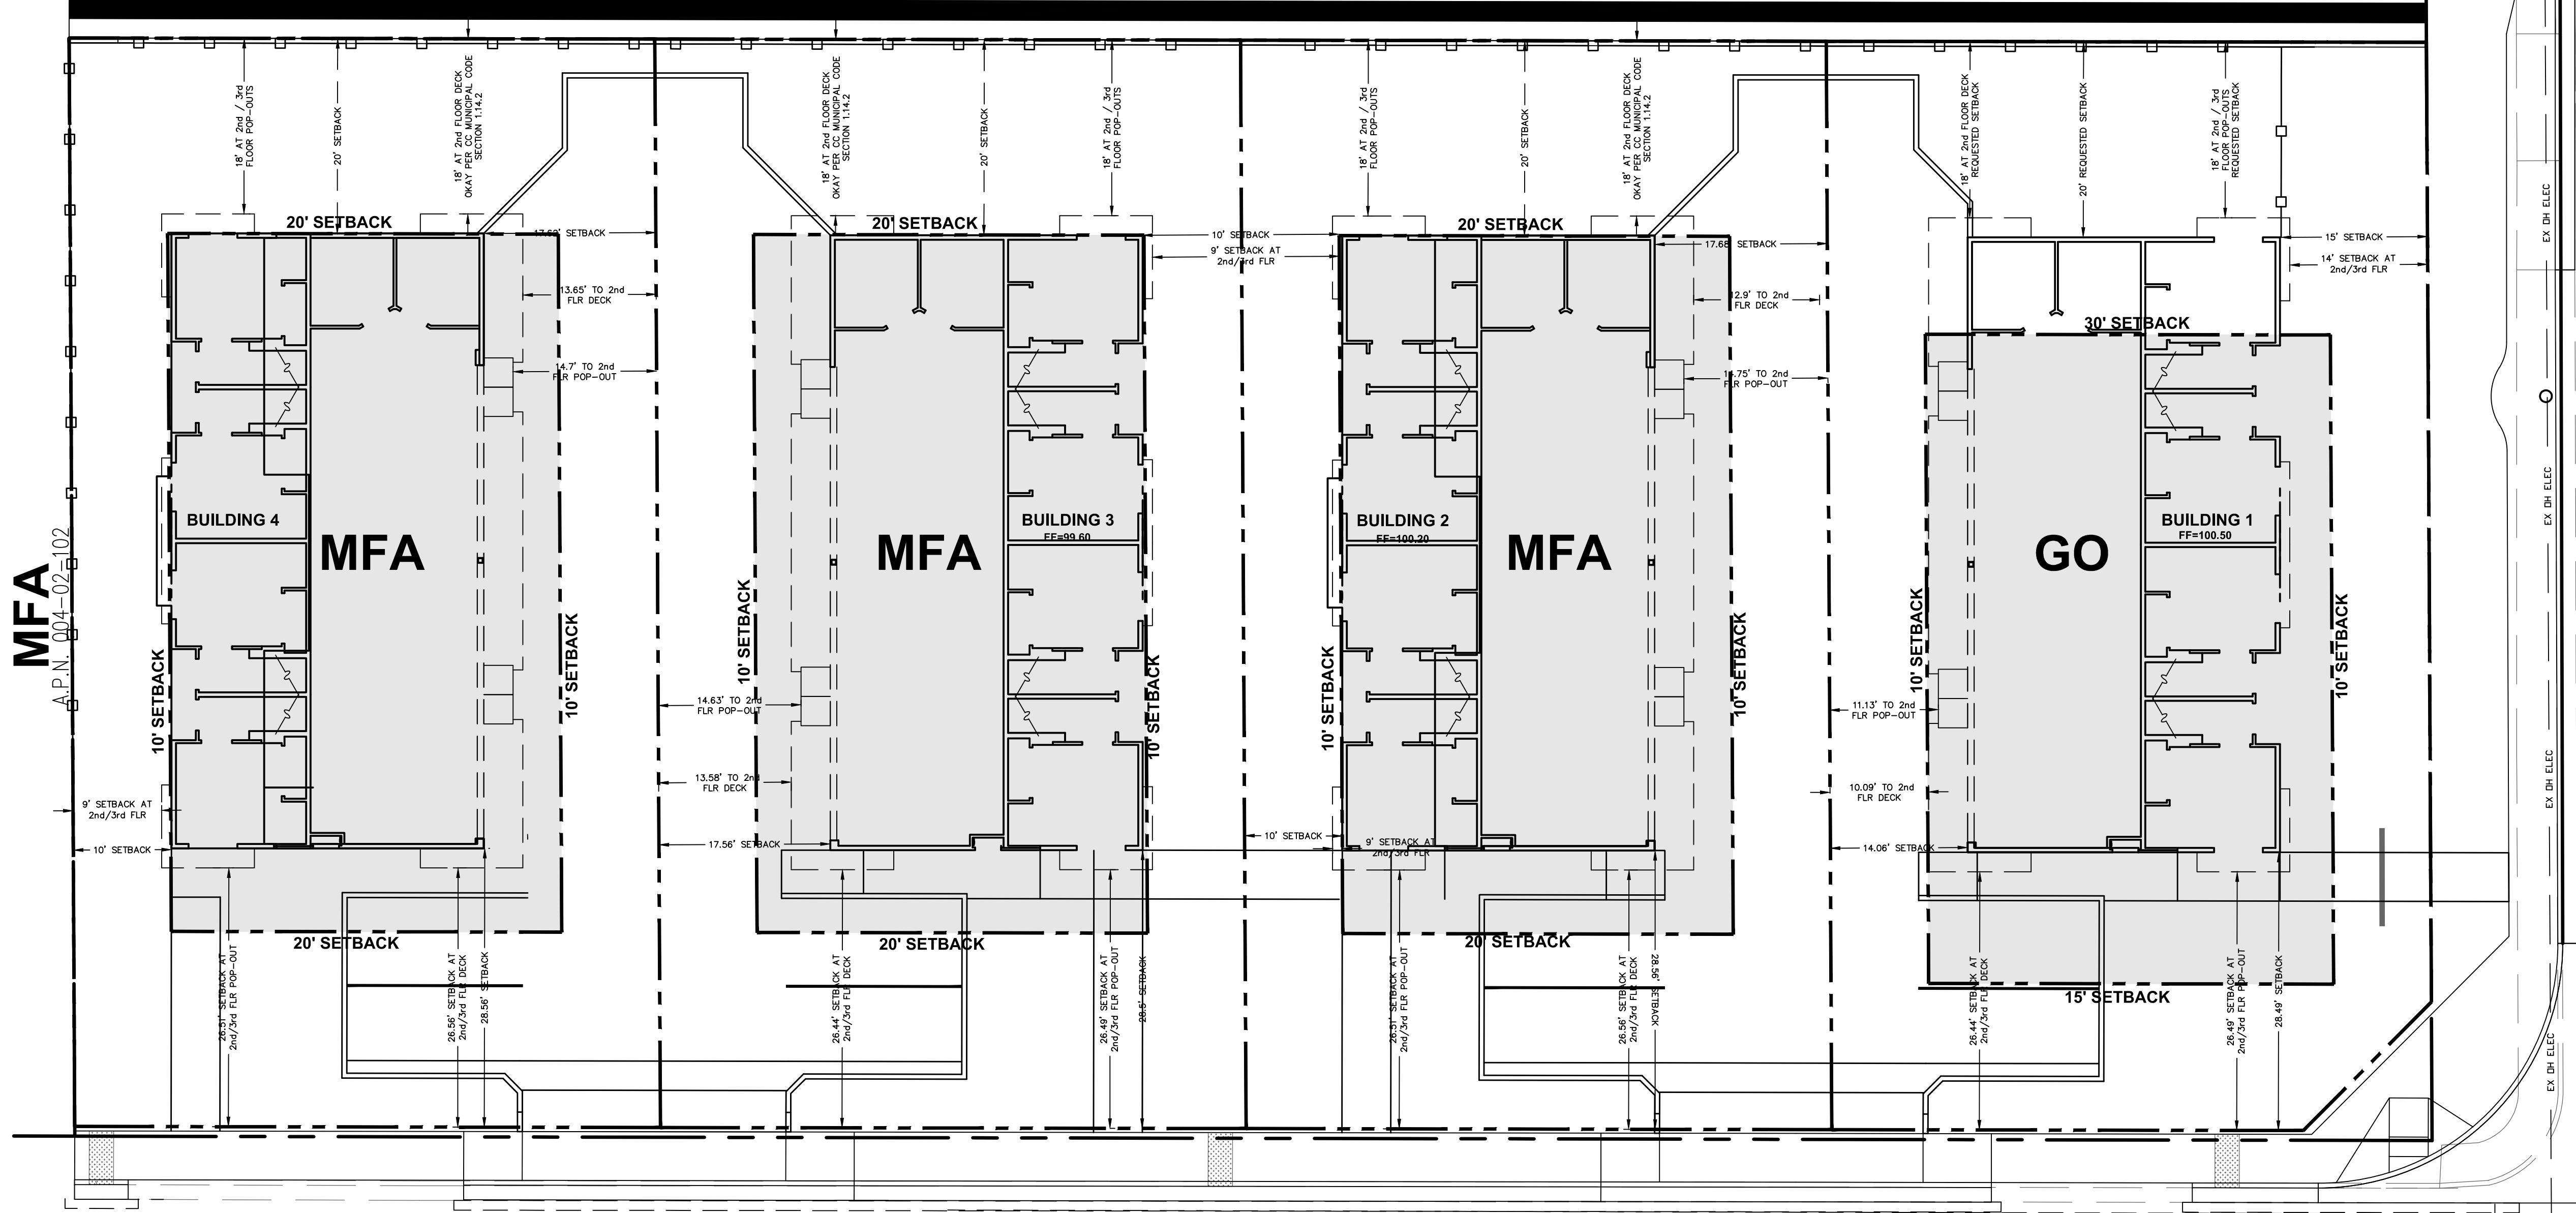 18' AT 2nd / 3rd
FLOOR POP-OUTS
20' SETBACK
18' AT 2nd FLOOR DECK
OKAY PER CC MUNICIPAL CODE
SECTION 1.14.2
18' AT 2nd FLOOR DECK
OKAY PER CC MUNICIPAL CODE
SECTION 1.14.2
20' SETBACK
18' AT 2nd / 3rd
FLOOR POP-OUTS
18' AT 2nd / 3rd
FLOOR POP-OUTS
20' SETBACK
18' AT 2nd FLOOR DECK
OKAY PER CC MUNICIPAL CODE
SECTION 1.14.2
18' AT 2nd FLOOR DECK
REQUESTED SETBACK
20' REQUESTED SETBACK
18' AT 2nd / 3rd
FLOOR POP-OUTS
REQUESTED SETBACK
EX OH ELEC
20' SETBACK
SETBACK
20' SETBACK
10' SETBACK
9' SETBACK AT
2nd/3rd FLR
20' SETBACK
17.68' SETBACK
15' SETBACK
14' SETBACK AT
2nd/3rd FLR
13.65' TO 2nd
FLR DECK
12.9' TO 2nd
FLR DECK
30' SETBACK
14.7' TO 2nd
FLR POP-OUT
TO 2nd
FLR POP-OUT
EX OH ELEC
BUILDING 4
BUILDING 3
FF=99.60
BUILDING 2
FF=100.20
BUILDING 1
FF=100.50
MFA
MFA
MFA
GO
MFA
A.P.N. 004-02-102
10' SETBACK
10' SETBACK
10' SETBACK
10' SETBACK
10' SETBACK
10' SETBACK
10' SETBACK
10' SETBACK
14.63' TO 2nd
FLR POP-OUT
11.13' TO 2nd
FLR POP-OUT
13.58' TO 2nd
FLR DECK
10.09' TO 2nd
FLR DECK
EX OH ELEC
9' SETBACK AT
2nd/3rd FLR
10' SETBACK
17.56' SETBACK
10' SETBACK
9' SETBACK AT
2nd/3rd FLR
14.06' SETBACK
20' SETBACK
20' SETBACK
20' SETBACK
15' SETBACK
26.51' SETBACK AT
2nd/3rd FLR POP-OUT
26.56' SETBACK AT
2nd/3rd FLR DECK
28.56' SETBACK
26.44' SETBACK AT
2nd/3rd FLR DECK
26.49' SETBACK AT
2nd/3rd FLR POP-OUT
28.5' SETBACK
26.51' SETBACK AT
2nd/3rd FLR POP-OUT
26.56' SETBACK AT
2nd/3rd FLR DECK
28.56' SETBACK
26.44' SETBACK AT
2nd/3rd FLR DECK
26.49' SETBACK AT
2nd/3rd FLR POP-OUT
28.49' SETBACK
EX OH ELEC